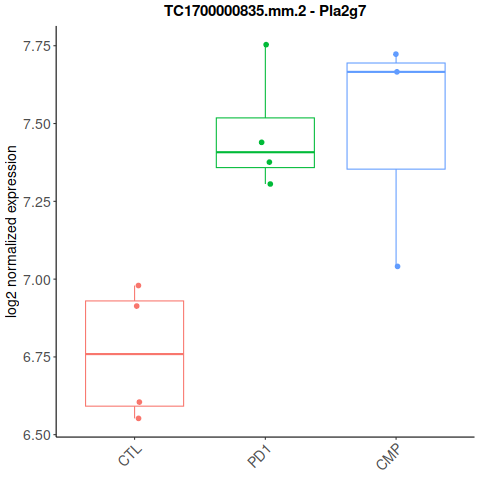 TC1700000835.mm.2 - Pla2g7
log2 normalized expression
7.75
7.50
7.25
7.00
6.75
6.50
CTL
PD1
CMP